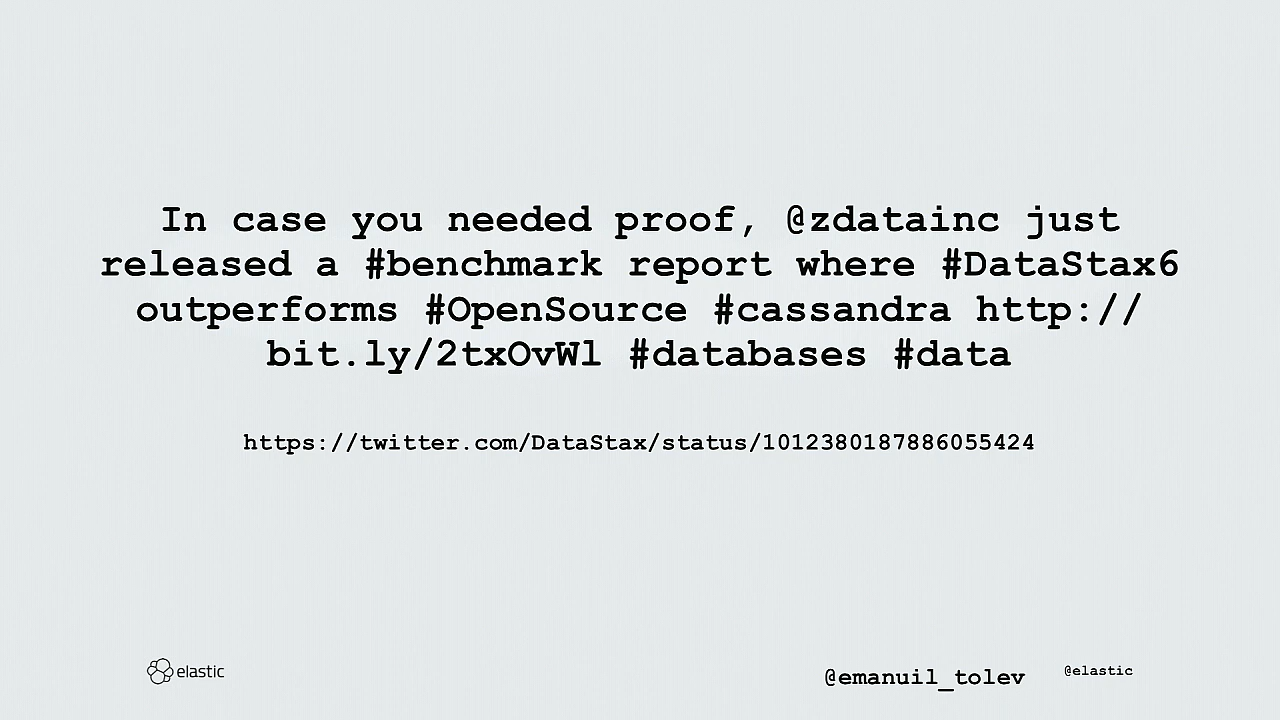 In case you needed proof, @zdatainc just
released a #benchmark report where #DataStax6
outperforms #OpenSource #cassandra http://
bit.ly/2txOvWl #databases #data
https://twitter.com/DataStax/status/1012380187886055424
elastic
@emanuil_tolev
@elastic